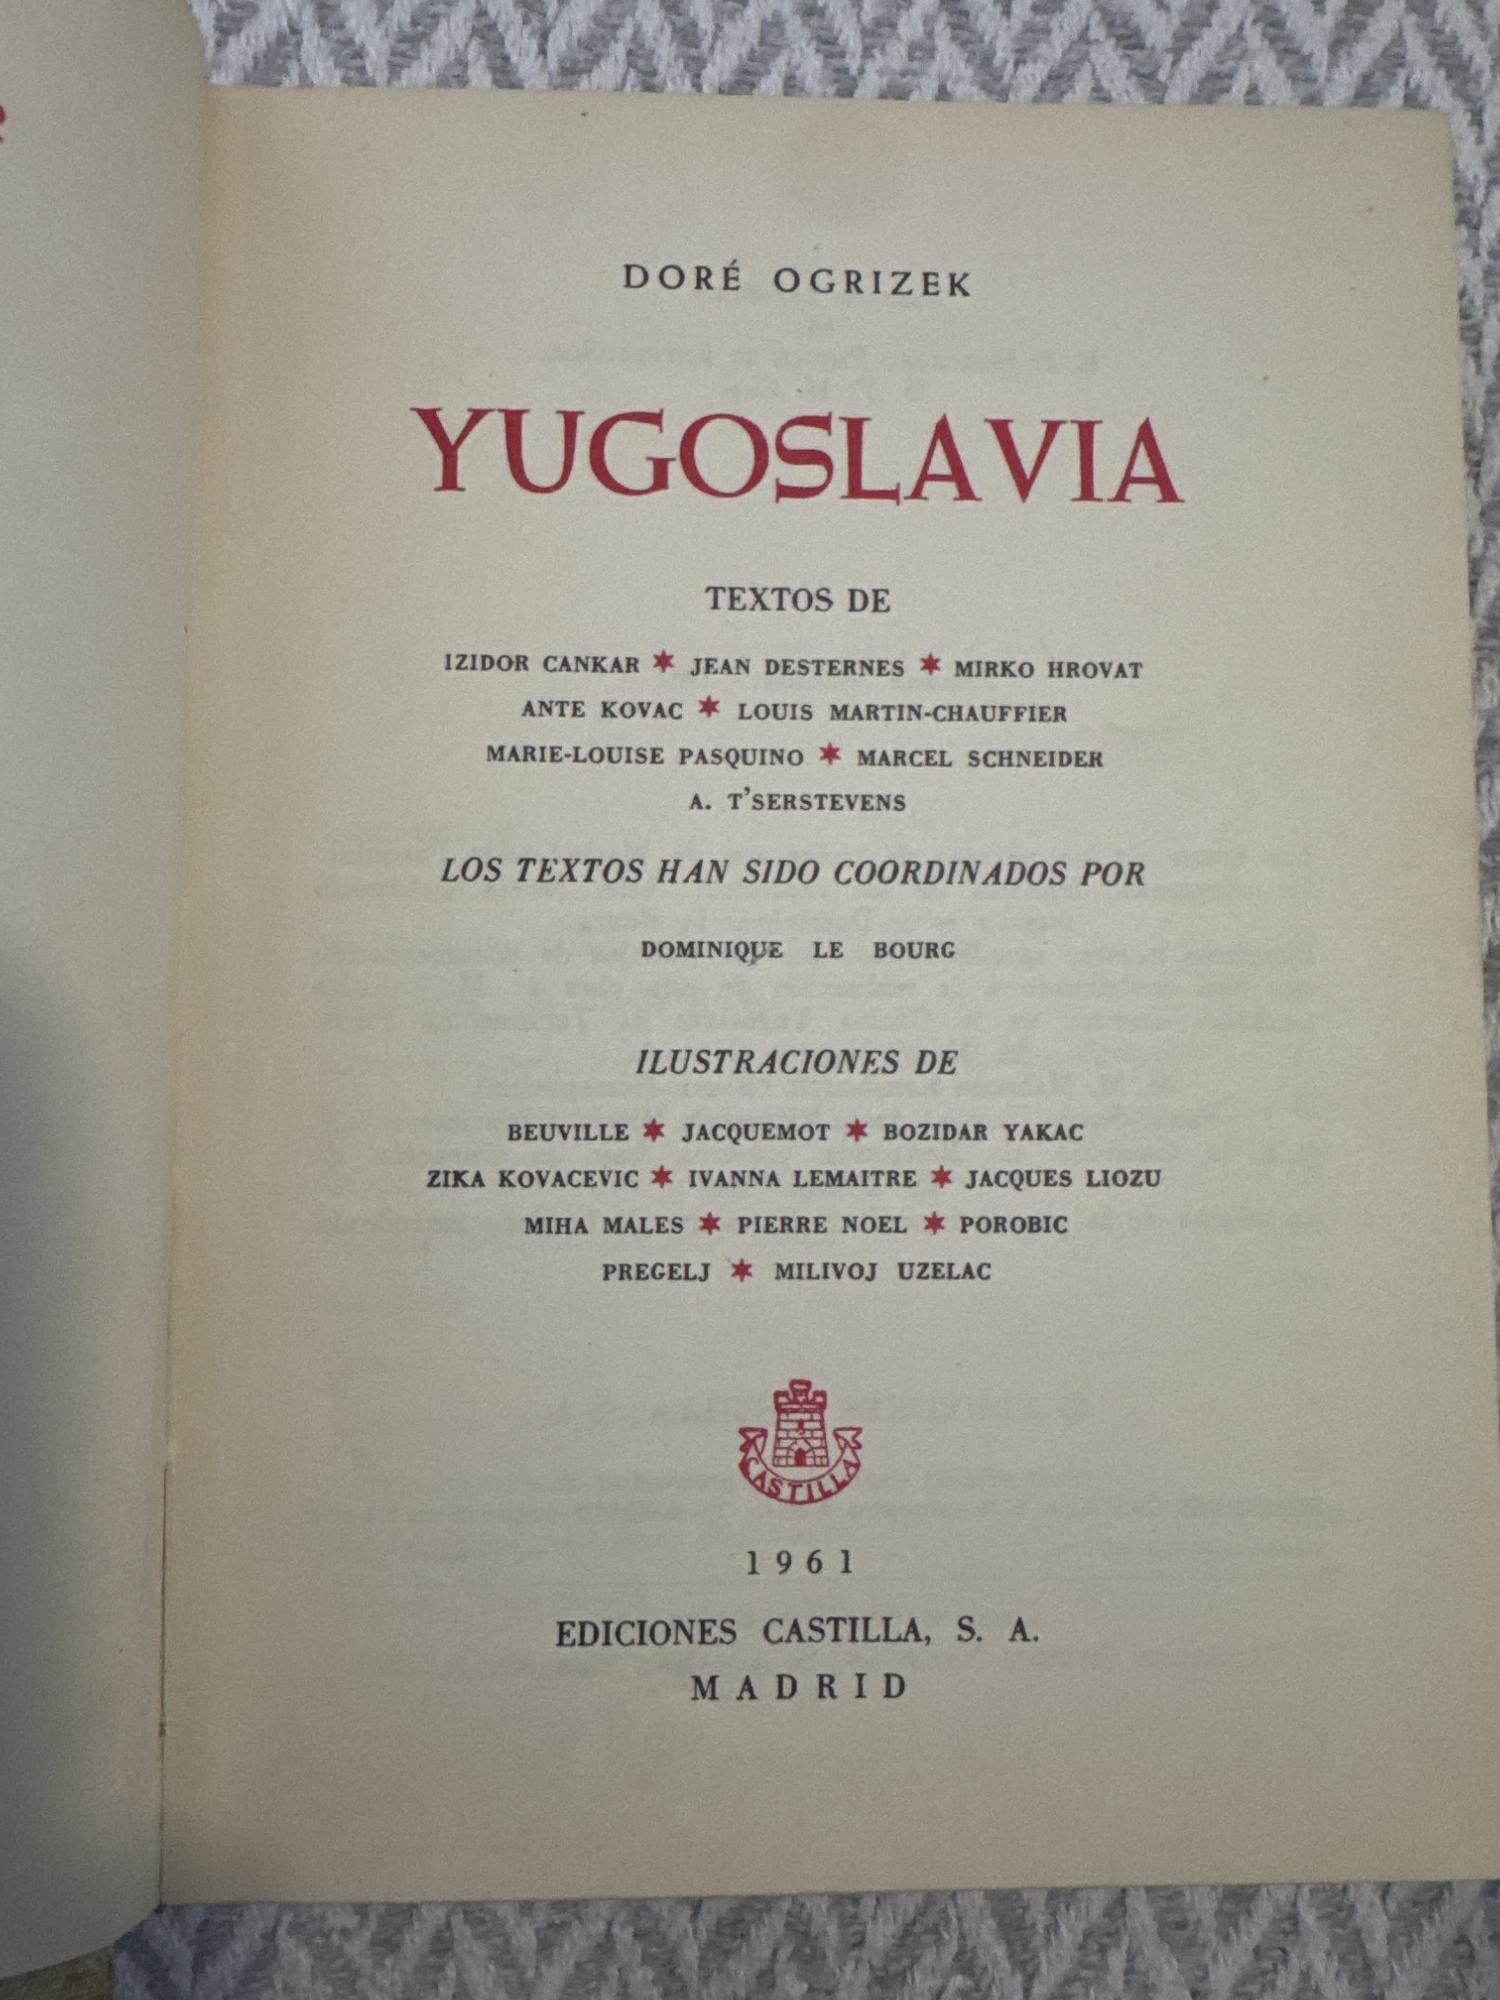 DORÉ OGRIZEK
YUGOSLAVIA
TEXTOS DE
IZIDOR CANKAR ✶ JEAN DESTERNES ✶ MIRKO HROVAT
ANTE KOVAC ✶ LOUIS MARTIN-CHAUFFIER
MARIE-LOUISE PASQUINO ✶ MARCEL SCHNEIDER
A. T'SERSTEVENS
LOS TEXTOS HAN SIDO COORDINADOS POR
DOMINIQUE LE BOURG
ILUSTRACIONES DE
BEUVILLE ✶ JACQUEMOT ✶ BOZIDAR YAKAC
ZIKA KOVACEVIC ✶ IVANNA LEMAITRE ✶ JACQUES LIOZU
MIHA MALES ✶ PIERRE NOEL ✶ POROBIC
PREGELJ ✶ MILIVOJ UZELAC
CASTILLA
1961
EDICIONES CASTILLA, S. A.
MADRID